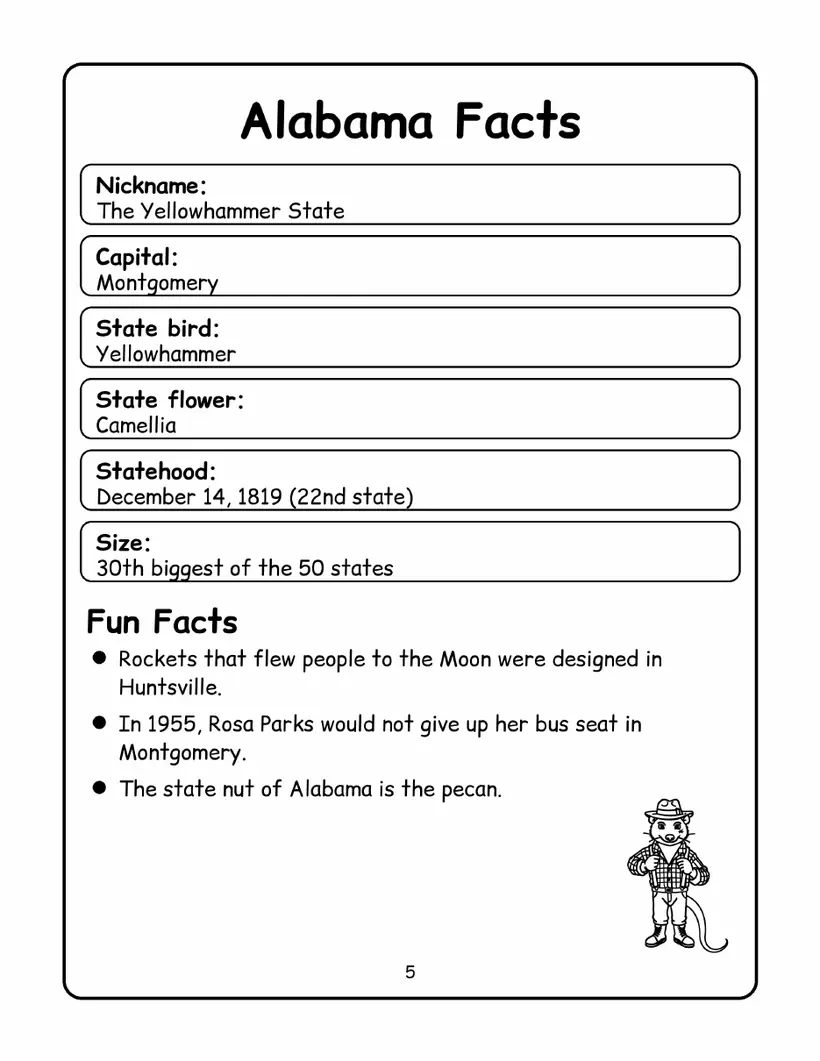 Alabama Facts
Nickname:
The Yellowhammer State
Capital:
Montgomery
State bird:
Yellowhammer
State flower:
Camellia
Statehood:
December 14, 1819 (22nd state)
Size:
30th biggest of the 50 states
Fun Facts
● Rockets that flew people to the Moon were designed in
Huntsville.
● In 1955, Rosa Parks would not give up her bus seat in
Montgomery.
● The state nut of Alabama is the pecan.
5